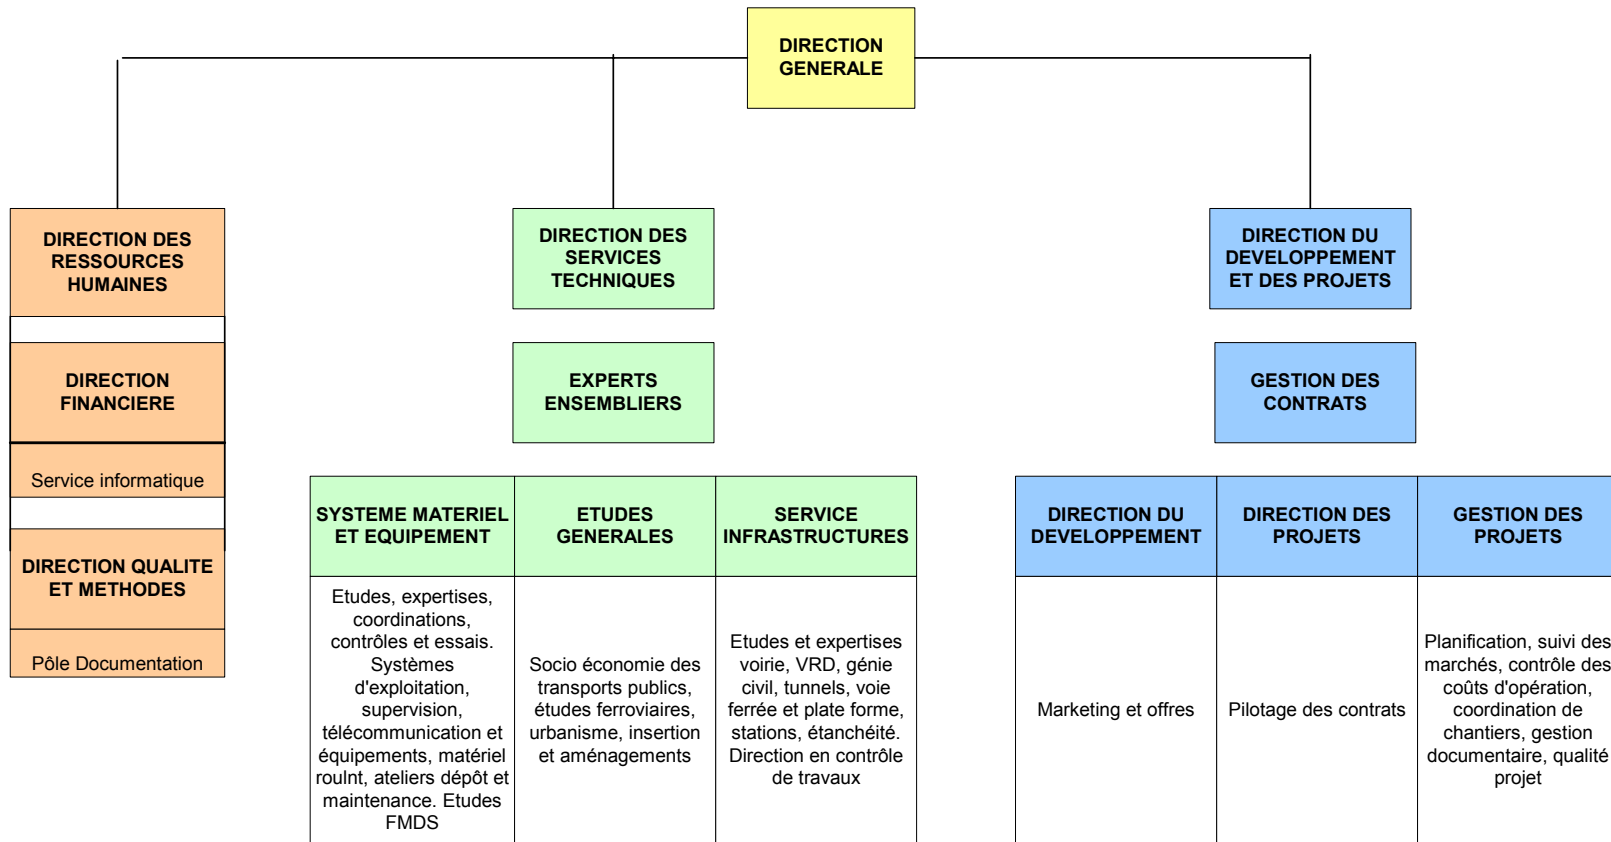 DIRECTION
GENERALE
DIRECTION DES
RESSOURCES
HUMAINES
DIRECTION
FINANCIERE
Service informatique
DIRECTION QUALITE
ET METHODES
Pôle Documentation
DIRECTION DES
SERVICES
TECHNIQUES
EXPERTS
ENSEMBLIERS
SYSTEME MATERIEL
ET EQUIPEMENT
Etudes, expertises,
coordinations,
contrôles et essais.
Systèmes
d'exploitation,
supervision,
télécommunication et
équipements, matériel
roulnt, ateliers dépôt et
maintenance. Etudes
FMDS
ETUDES
GENERALES
Socio économie des
transports publics,
études ferroviaires,
urbanisme, insertion
et aménagements
SERVICE
INFRASTRUCTURES
Etudes et expertises
voirie, VRD, génie
civil, tunnels, voie
ferrée et plate forme,
stations, étanchéité.
Direction en contrôle
de travaux
DIRECTION DU
DEVELOPPEMENT
ET DES PROJETS
GESTION DES
CONTRATS
DIRECTION DU
DEVELOPPEMENT
Marketing et offres
DIRECTION DES
PROJETS
Pilotage des contrats
GESTION DES
PROJETS
Planification, suivi des
marchés, contrôle des
coûts d'opération,
coordination de
chantiers, gestion
documentaire, qualité
projet